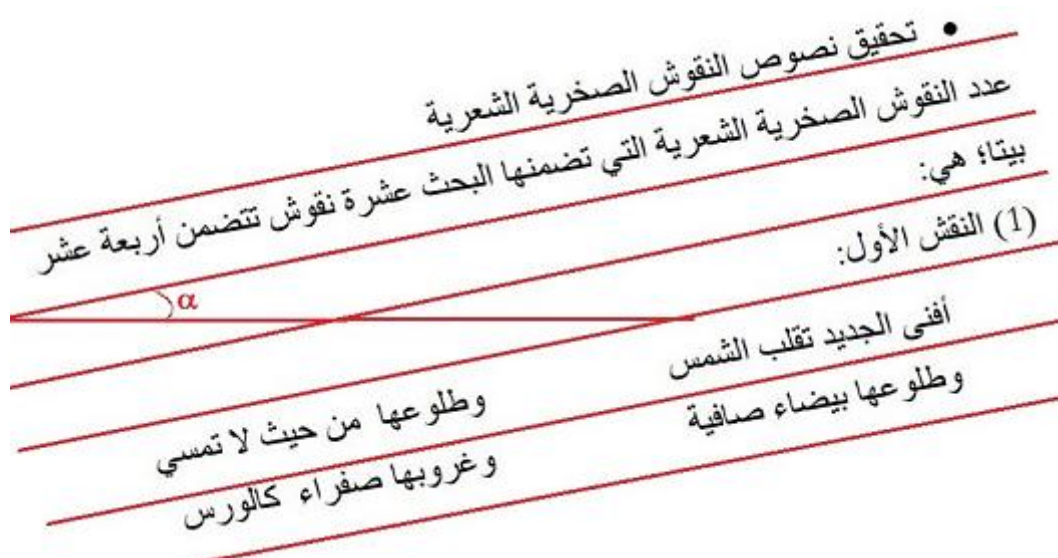 • تحقيق نصوص النقوش الصخرية الشعرية
عدد النقوش الصخرية الشعرية التي تضمنها البحث عشرة نقوش تتضمن أربعة عشر
بيتا؛ هي:
(1) النقش الأول:
أفنى الجديد تقلب الشمس وطلوعها من حيث لا تمسي
وطلوعها بيضاء صافية وغروبها صفراء كالورس
α